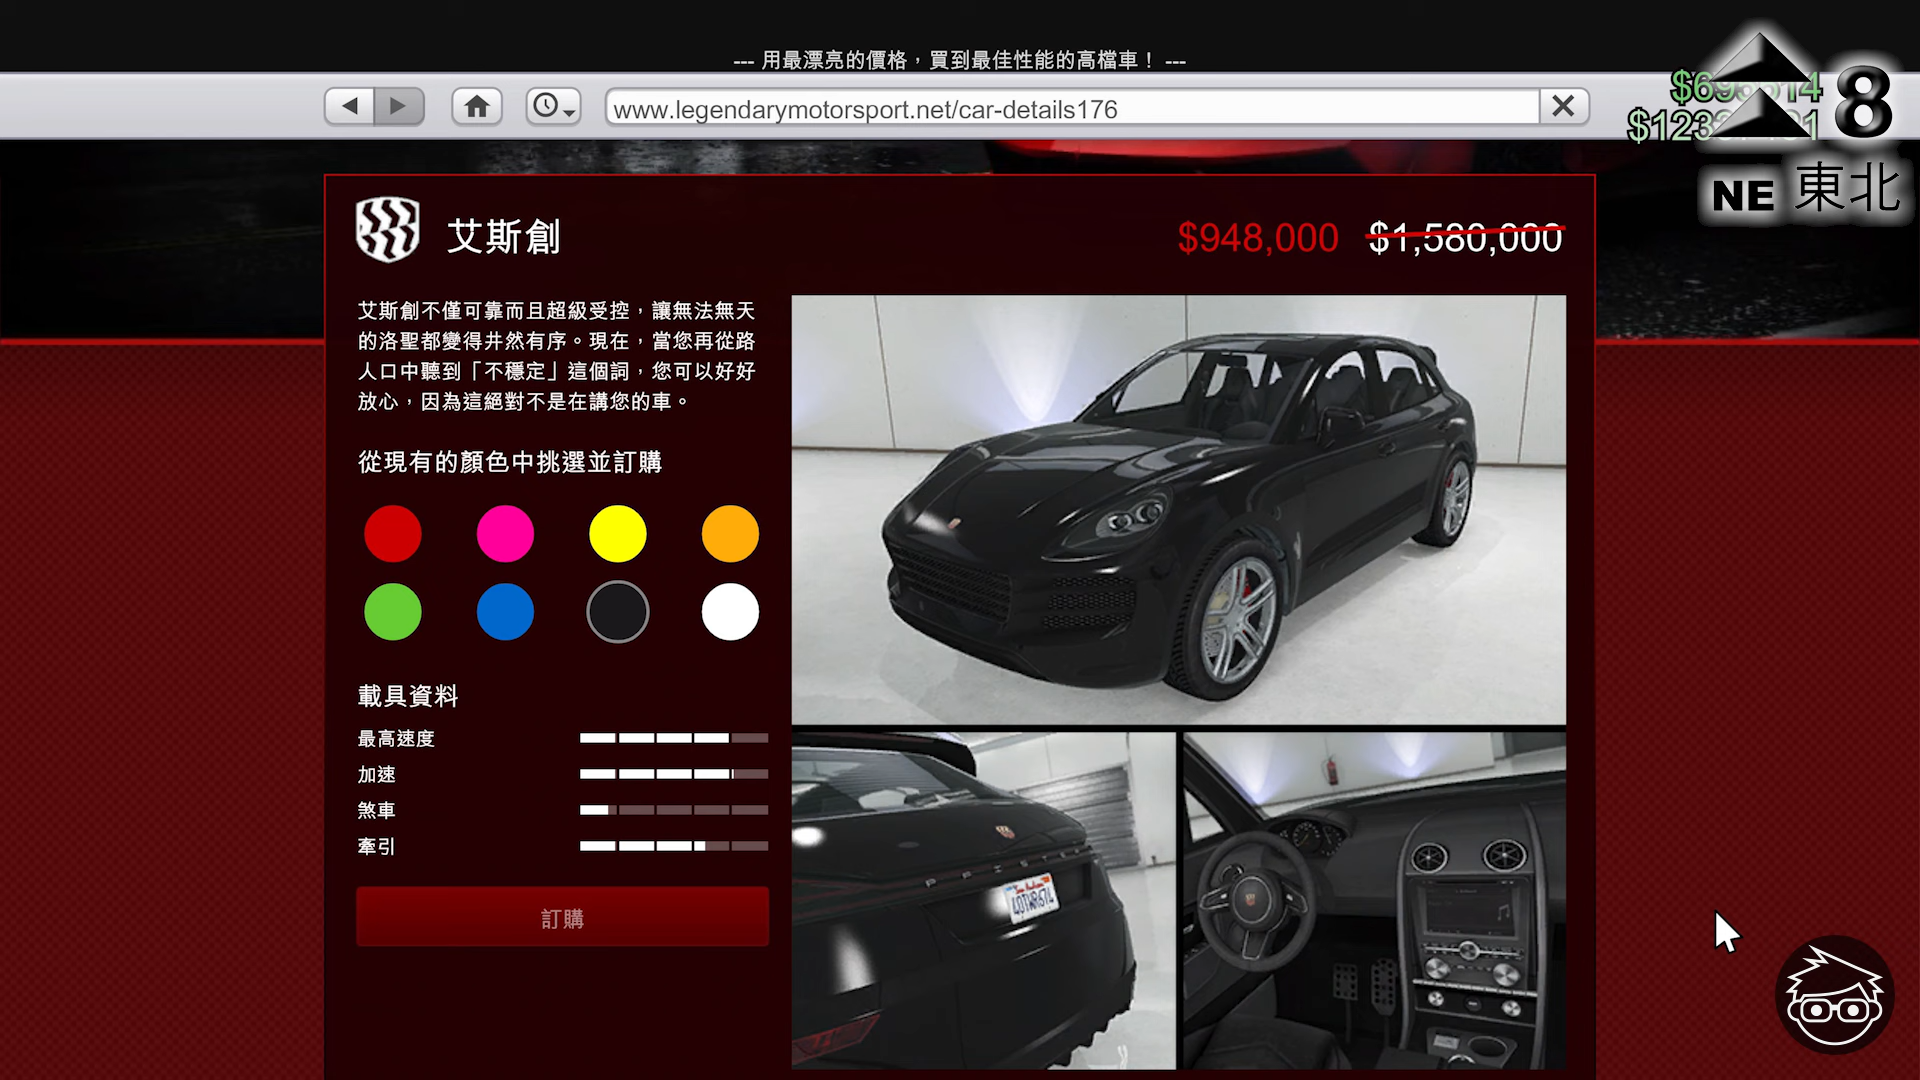 --- 用最漂亮的價格，買到最佳性能的高檔車！ ---
www.legendarymotorsport.net/car-details176
8
NE 東北
艾斯創
$948,000 $1,580,000
艾斯創不僅可靠而且超級受控，讓無法無天
的洛聖都變得井然有序。現在，當您再從路
人口中聽到「不穩定」這個詞，您可以好好
放心，因為這絕對不是在講您的車。
從現有的顏色中挑選並訂購
載具資料
最高速度
加速
煞車
牽引
訂購